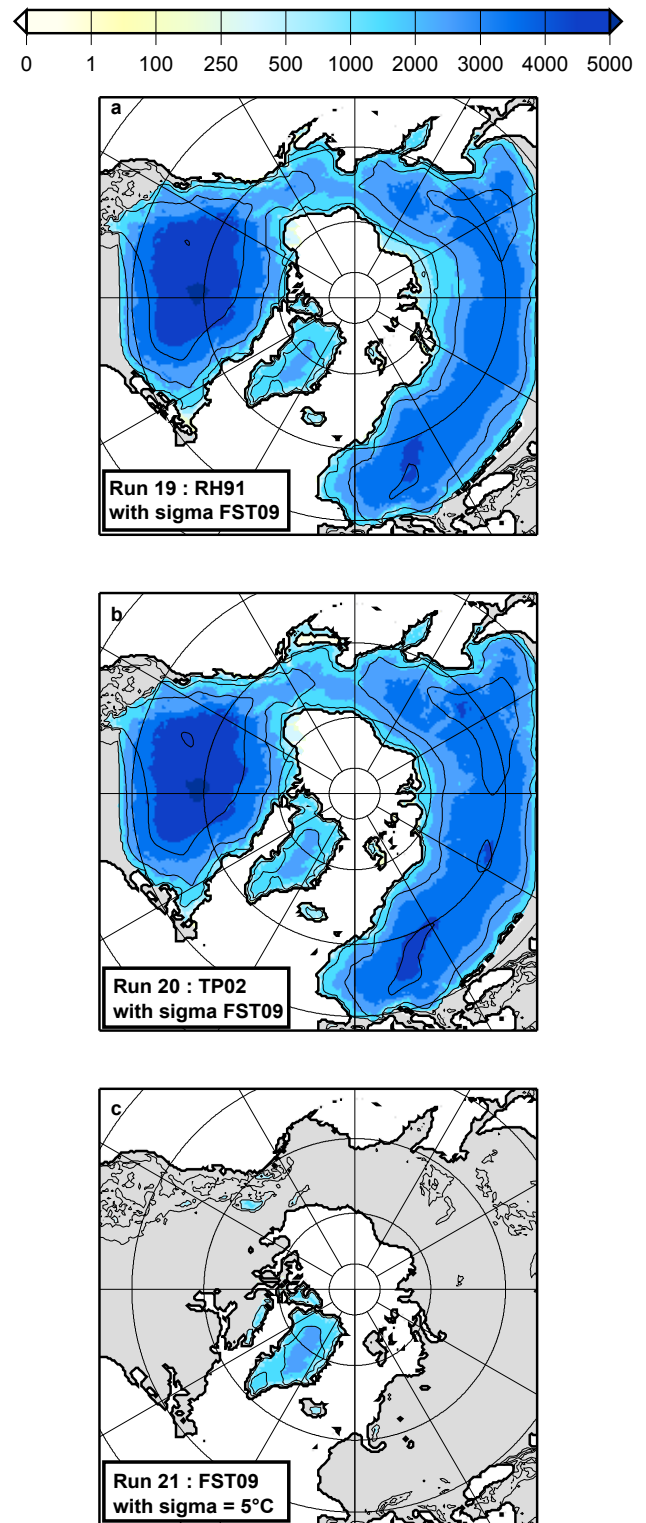 0 1 100 250 500 1000 2000 3000 4000 5000
a
Run 19 : RH91
with sigma FST09
b
Run 20 : TP02
with sigma FST09
c
Run 21 : FST09
with sigma = 5°C